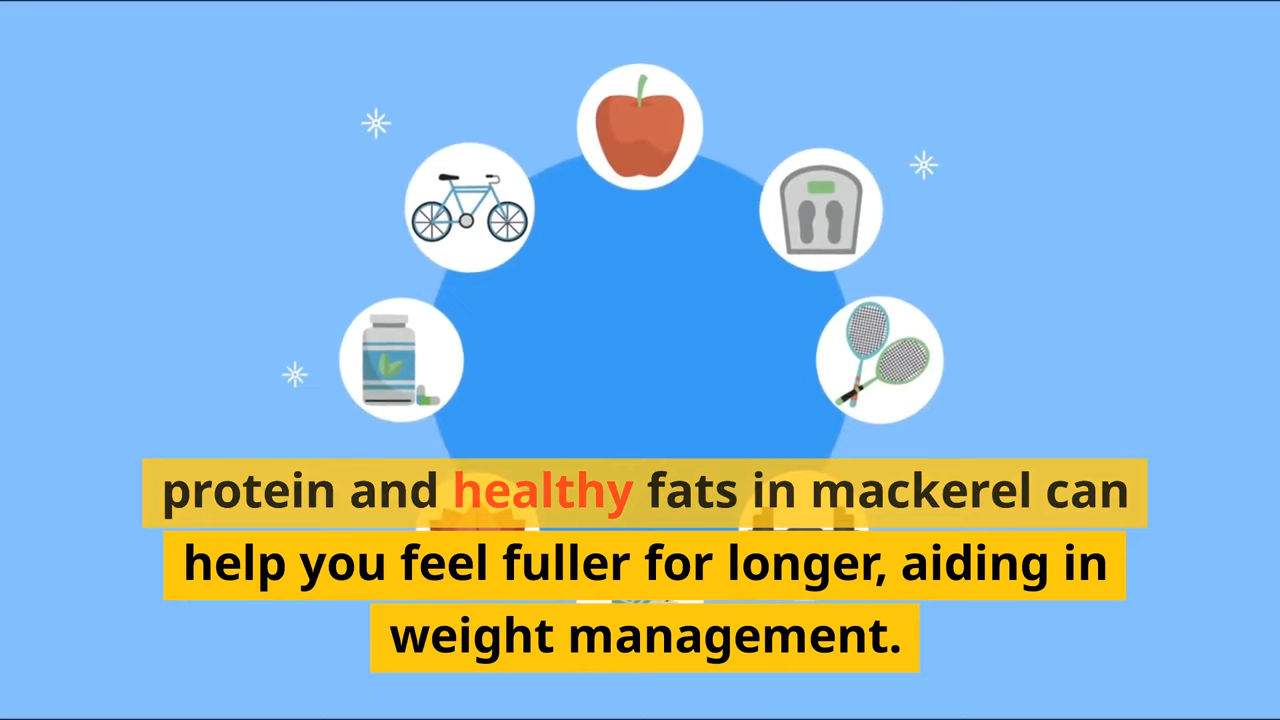 protein and healthy fats in mackerel can
help you feel fuller for longer, aiding in
weight management.